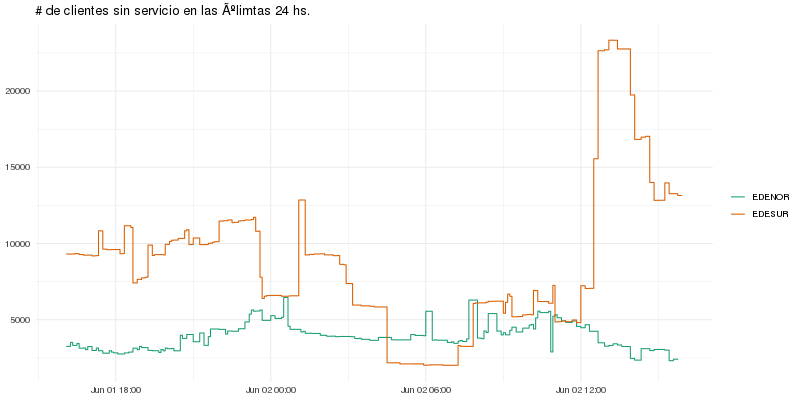 # de clientes sin servicio en las Ãºlimtas 24 hs.
20000
15000
10000
5000
Jun 01 18:00
Jun 02 00:00
Jun 02 06:00
Jun 02 12:00
EDENOR
EDESUR